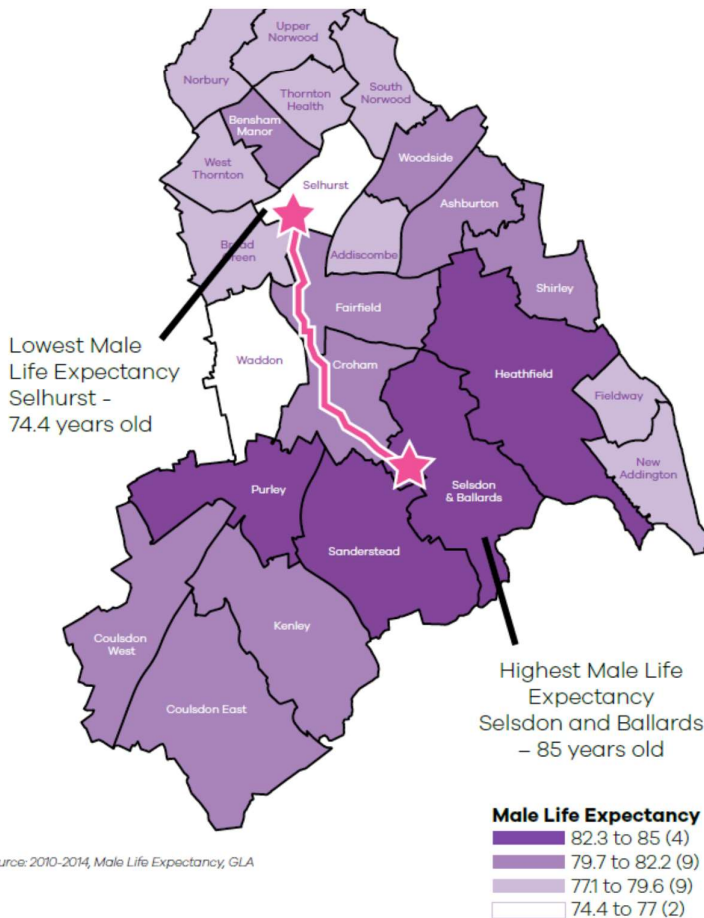 Upper
Norwood
Norbury
Thornton
Health
South
Norwood
Bensham
Manor
West
Thornton
Woodside
Selhurst
Ashburton
Broad
Green
Addiscombe
Shirley
Fairfield
Lowest Male
Life Expectancy
Selhurst -
74.4 years old
Waddon
Croham
Heathfield
Fieldway
New
Addington
Purley
Selsdon
& Ballards
Sanderstead
Coulsdon
West
Kenley
Coulsdon East
Highest Male Life
Expectancy
Selsdon and Ballards
– 85 years old
Male Life Expectancy
82.3 to 85 (4)
79.7 to 82.2 (9)
77.1 to 79.6 (9)
74.4 to 77 (2)
urce: 2010-2014, Male Life Expectancy, GLA